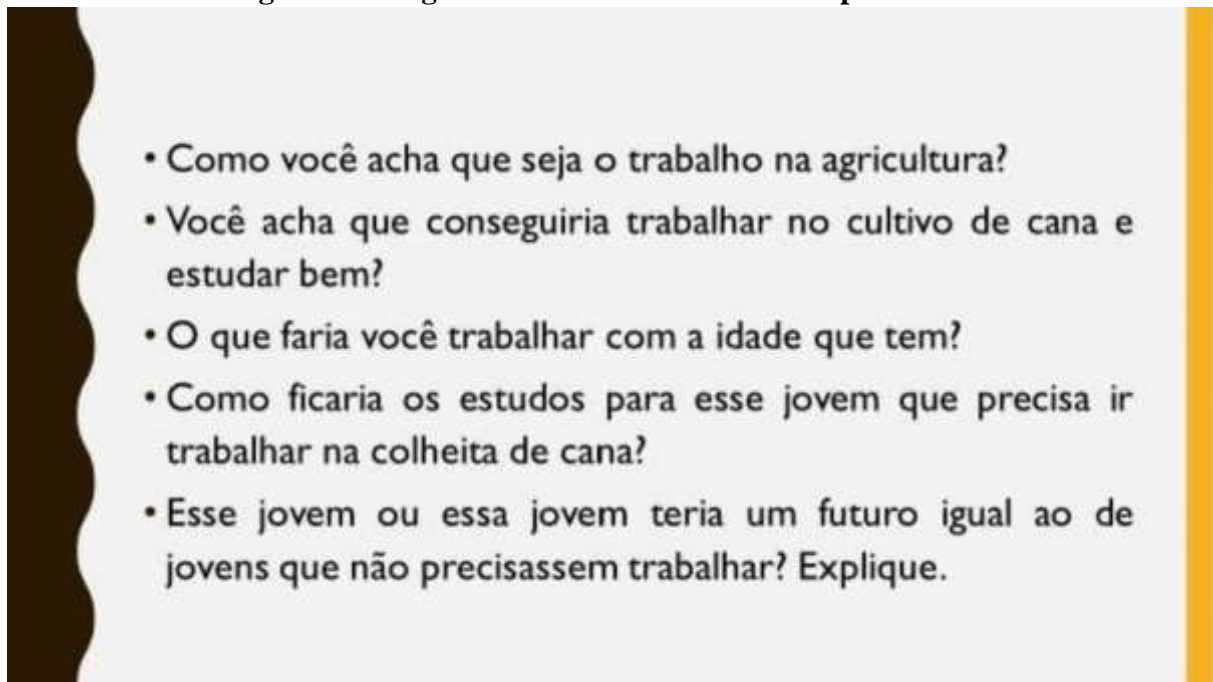 • Como você acha que seja o trabalho na agricultura?
• Você acha que conseguiria trabalhar no cultivo de cana e
estudar bem?
• O que faria você trabalhar com a idade que tem?
• Como ficaria os estudos para esse jovem que precisa ir
trabalhar na colheita de cana?
• Esse jovem ou essa jovem teria um futuro igual ao de
jovens que não precisassem trabalhar? Explique.